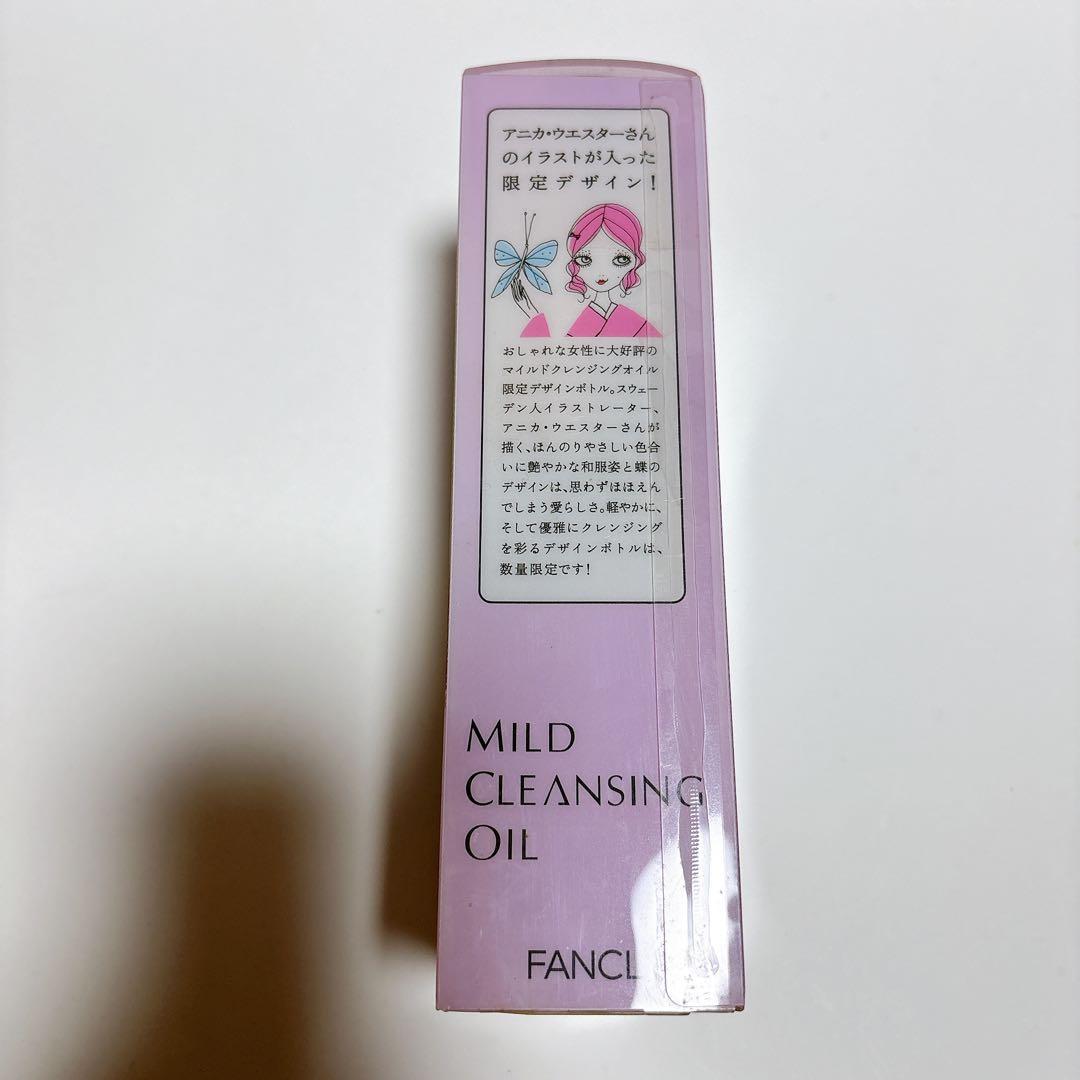 アニカ・ウエスターさん
のイラストが入った
限定デザイン!
おしゃれな女性に大好評の
マイルドクレンジングオイル
限定デザインボトル。スウェー
デン人イラストレーター、
アニカ・ウエスターさんが
描く、ほんのりやさしい色合
いに艶やかな和服姿と蝶の
デザインは、思わずほほえん
でしまう愛らしさ。軽やかに、
そして優雅にクレンジング
を彩るデザインボトルは、
数量限定です!
MILD
CLEANSING
OIL
FANCL